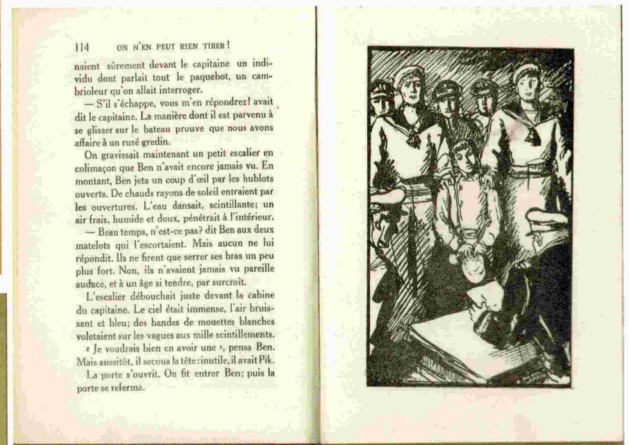 114 ON N'EN PEUT RIEN TIRER!
naient sûrement devant le capitaine un indi-
vidu dont parlait tout le paquebot, un cam-
brioleur qu'on allait interroger.
— S'il s'échappe, vous m'en répondrez! avait
dit le capitaine. La manière dont il est parvenu à
se glisser sur le bateau prouve que nous avons
affaire à un rusé gredin.
On gravissait maintenant un petit escalier en
colimaçon que Ben n'avait encore jamais vu. En
montant, Ben jeta un coup d'œil par les hublots
ouverts. De chauds rayons de soleil entraient par
les ouvertures. L'eau dansait, scintillante; un
air frais, humide et doux, pénétrait à l'intérieur.
— Beau temps, n'est-ce pas? dit Ben aux deux
matelots qui l'escortaient. Mais aucun ne lui
répondit. Ils ne firent que serrer ses bras un peu
plus fort. Non, ils n'avaient jamais vu pareille
audace, et à un âge si tendre, par surcroît.
L'escalier débouchait juste devant la cabine
du capitaine. Le ciel était immense, l'air bruis-
sant et bleu; des bandes de mouettes blanches
voletaient sur les vagues aux mille scintillements.
« Je voudrais bien en avoir une », pensa Ben.
Mais aussitôt, il secoua la tête: inutile, il avait Pik.
La porte s'ouvrit. On fit entrer Ben; puis la
porte se referma.